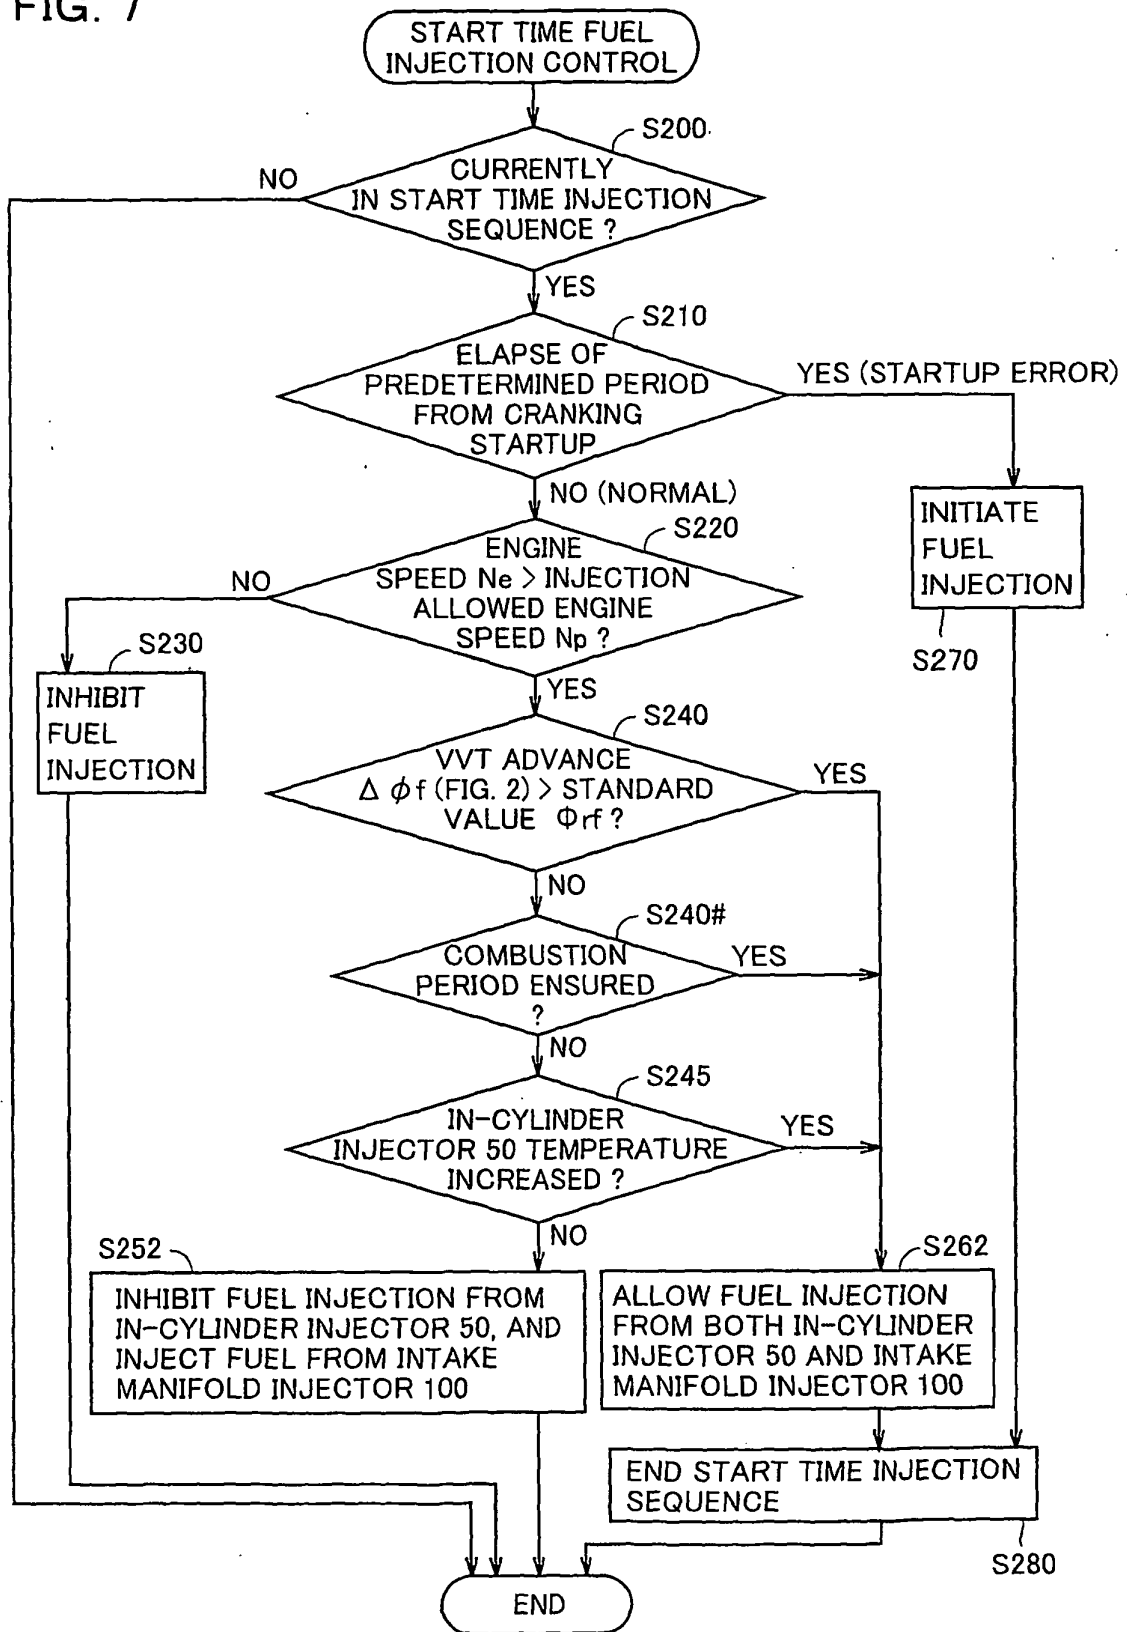 FIG. 7
START TIME FUEL
INJECTION CONTROL
S200
CURRENTLY
IN START TIME INJECTION
SEQUENCE ?
NO
YES
S210
ELAPSE OF
PREDETERMINED PERIOD
FROM CRANKING
STARTUP
YES (STARTUP ERROR)
NO (NORMAL)
INITIATE
FUEL
INJECTION
S270
S220
ENGINE
SPEED Ne > INJECTION
ALLOWED ENGINE
SPEED Np ?
NO
S230
INHIBIT
FUEL
INJECTION
YES
S240
VVT ADVANCE
Δ φf (FIG. 2) > STANDARD
VALUE Φrf ?
YES
NO
S240#
COMBUSTION
PERIOD ENSURED
?
YES
NO
S245
IN-CYLINDER
INJECTOR 50 TEMPERATURE
INCREASED ?
YES
NO
S252
INHIBIT FUEL INJECTION FROM
IN-CYLINDER INJECTOR 50, AND
INJECT FUEL FROM INTAKE
MANIFOLD INJECTOR 100
S262
ALLOW FUEL INJECTION
FROM BOTH IN-CYLINDER
INJECTOR 50 AND INTAKE
MANIFOLD INJECTOR 100
END START TIME INJECTION
SEQUENCE
S280
END